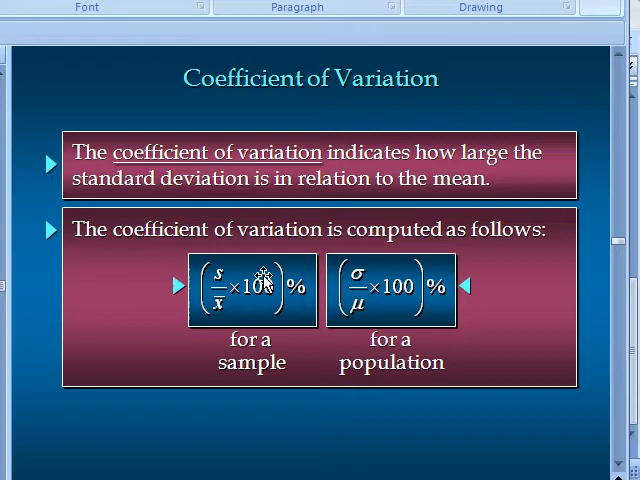 Font Paragraph Drawing
Coefficient of Variation
The coefficient of variation indicates how large the
standard deviation is in relation to the mean.
The coefficient of variation is computed as follows:
(s/x̄ ×100)% (σ/μ ×100)%
for a for a
sample population